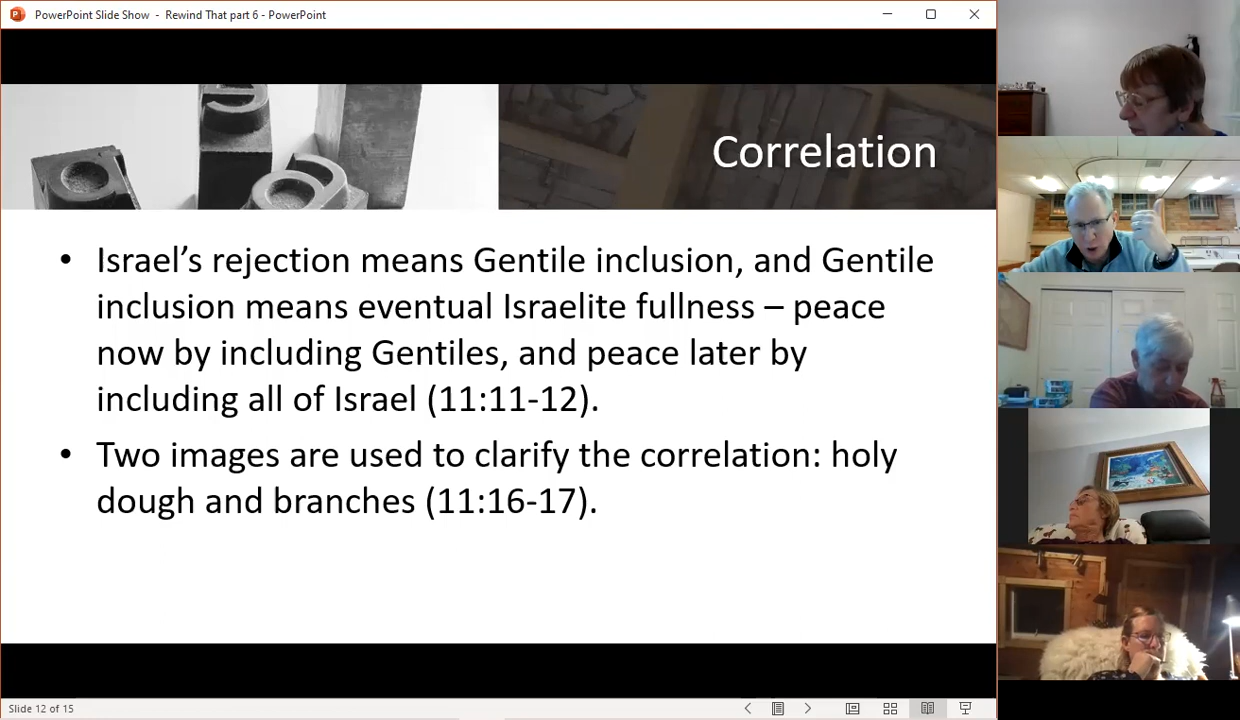 PowerPoint Slide Show - Rewind That part 6 - PowerPoint
Correlation
• Israel’s rejection means Gentile inclusion, and Gentile
inclusion means eventual Israelite fullness – peace
now by including Gentiles, and peace later by
including all of Israel (11:11-12).
• Two images are used to clarify the correlation: holy
dough and branches (11:16-17).
Slide 12 of 15